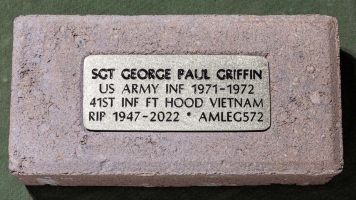 SGT GEORGE PAUL GRIFFIN
US ARMY INF 1971-1972
41ST INF FT HOOD VIETNAM
RIP 1947-2022 * AMLEG572